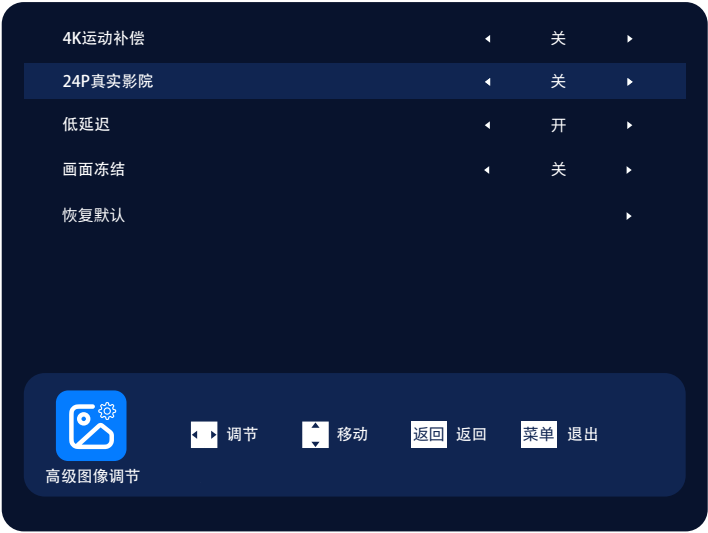 4K运动补偿 关
24P真实影院 关
低延迟 开
画面冻结 关
恢复默认
高级图像调节
调节 移动 返回 返回 菜单 退出